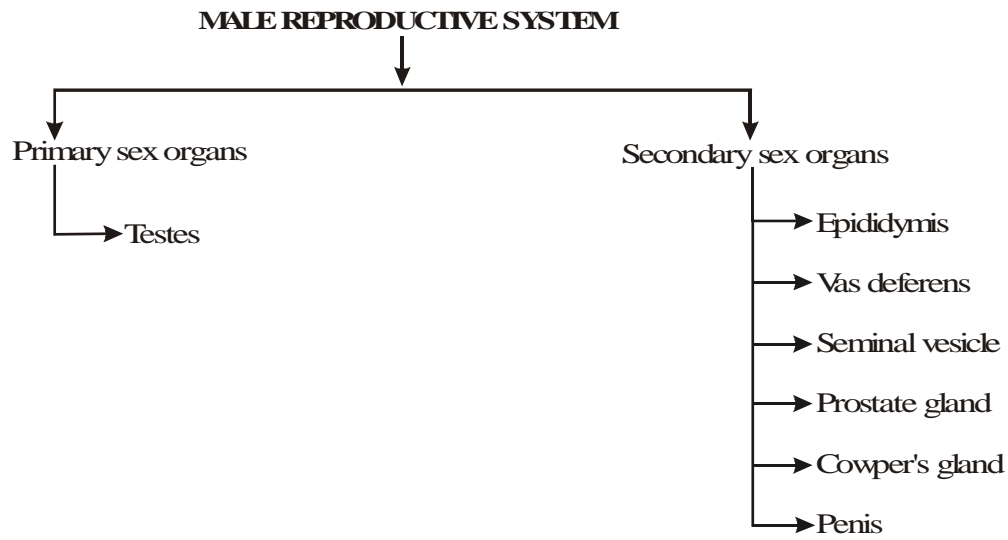 MALE REPRODUCTIVE SYSTEM
Primary sex organs
Testes
Secondary sex organs
Epididymis
Vas deferens
Seminal vesicle
Prostate gland
Cowper's gland
Penis